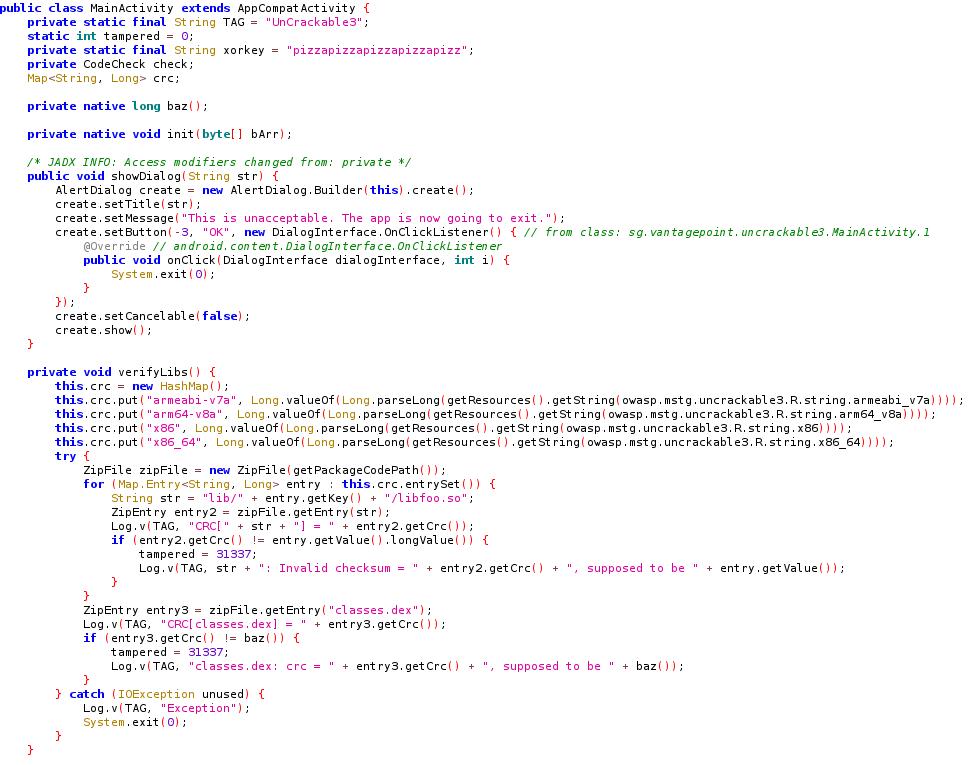 public class MainActivity extends AppCompatActivity {
    private static final String TAG = "UnCrackable3";
    static int tampered = 0;
    private static final String xorkey = "pizzapizzapizzapizzapizz";
    private CodeCheck check;
    Map<String, Long> crc;

    private native long baz();

    private native void init(byte[] bArr);

    /* JADX INFO: Access modifiers changed from: private */
    public void showDialog(String str) {
        AlertDialog create = new AlertDialog.Builder(this).create();
        create.setTitle(str);
        create.setMessage("This is unacceptable. The app is now going to exit.");
        create.setButton(-3, "OK", new DialogInterface.OnClickListener() { // from class: sg.vantagepoint.uncrackable3.MainActivity.1
            @Override // android.content.DialogInterface.OnClickListener
            public void onClick(DialogInterface dialogInterface, int i) {
                System.exit(0);
            }
        });
        create.setCancelable(false);
        create.show();
    }

    private void verifyLibs() {
        this.crc = new HashMap();
        this.crc.put("armeabi-v7a", Long.valueOf(Long.parseLong(getResources().getString(owasp.mstg.uncrackable3.R.string.armeabi_v7a))));
        this.crc.put("arm64-v8a", Long.valueOf(Long.parseLong(getResources().getString(owasp.mstg.uncrackable3.R.string.arm64_v8a))));
        this.crc.put("x86", Long.valueOf(Long.parseLong(getResources().getString(owasp.mstg.uncrackable3.R.string.x86))));
        this.crc.put("x86_64", Long.valueOf(Long.parseLong(getResources().getString(owasp.mstg.uncrackable3.R.string.x86_64))));
        try {
            ZipFile zipFile = new ZipFile(getPackageCodePath());
            for (Map.Entry<String, Long> entry : this.crc.entrySet()) {
                String str = "lib/" + entry.getKey() + "/libfoo.so";
                ZipEntry entry2 = zipFile.getEntry(str);
                Log.v(TAG, "CRC[" + str + "] = " + entry2.getCrc());
                if (entry2.getCrc() != entry.getValue().longValue()) {
                    tampered = 31337;
                    Log.v(TAG, str + ": Invalid checksum = " + entry2.getCrc() + ", supposed to be " + entry.getValue());
                }
            }
            ZipEntry entry3 = zipFile.getEntry("classes.dex");
            Log.v(TAG, "CRC[classes.dex] = " + entry3.getCrc());
            if (entry3.getCrc() != baz()) {
                tampered = 31337;
                Log.v(TAG, "classes.dex: crc = " + entry3.getCrc() + ", supposed to be " + baz());
            }
        } catch (IOException unused) {
            Log.v(TAG, "Exception");
            System.exit(0);
        }
    }